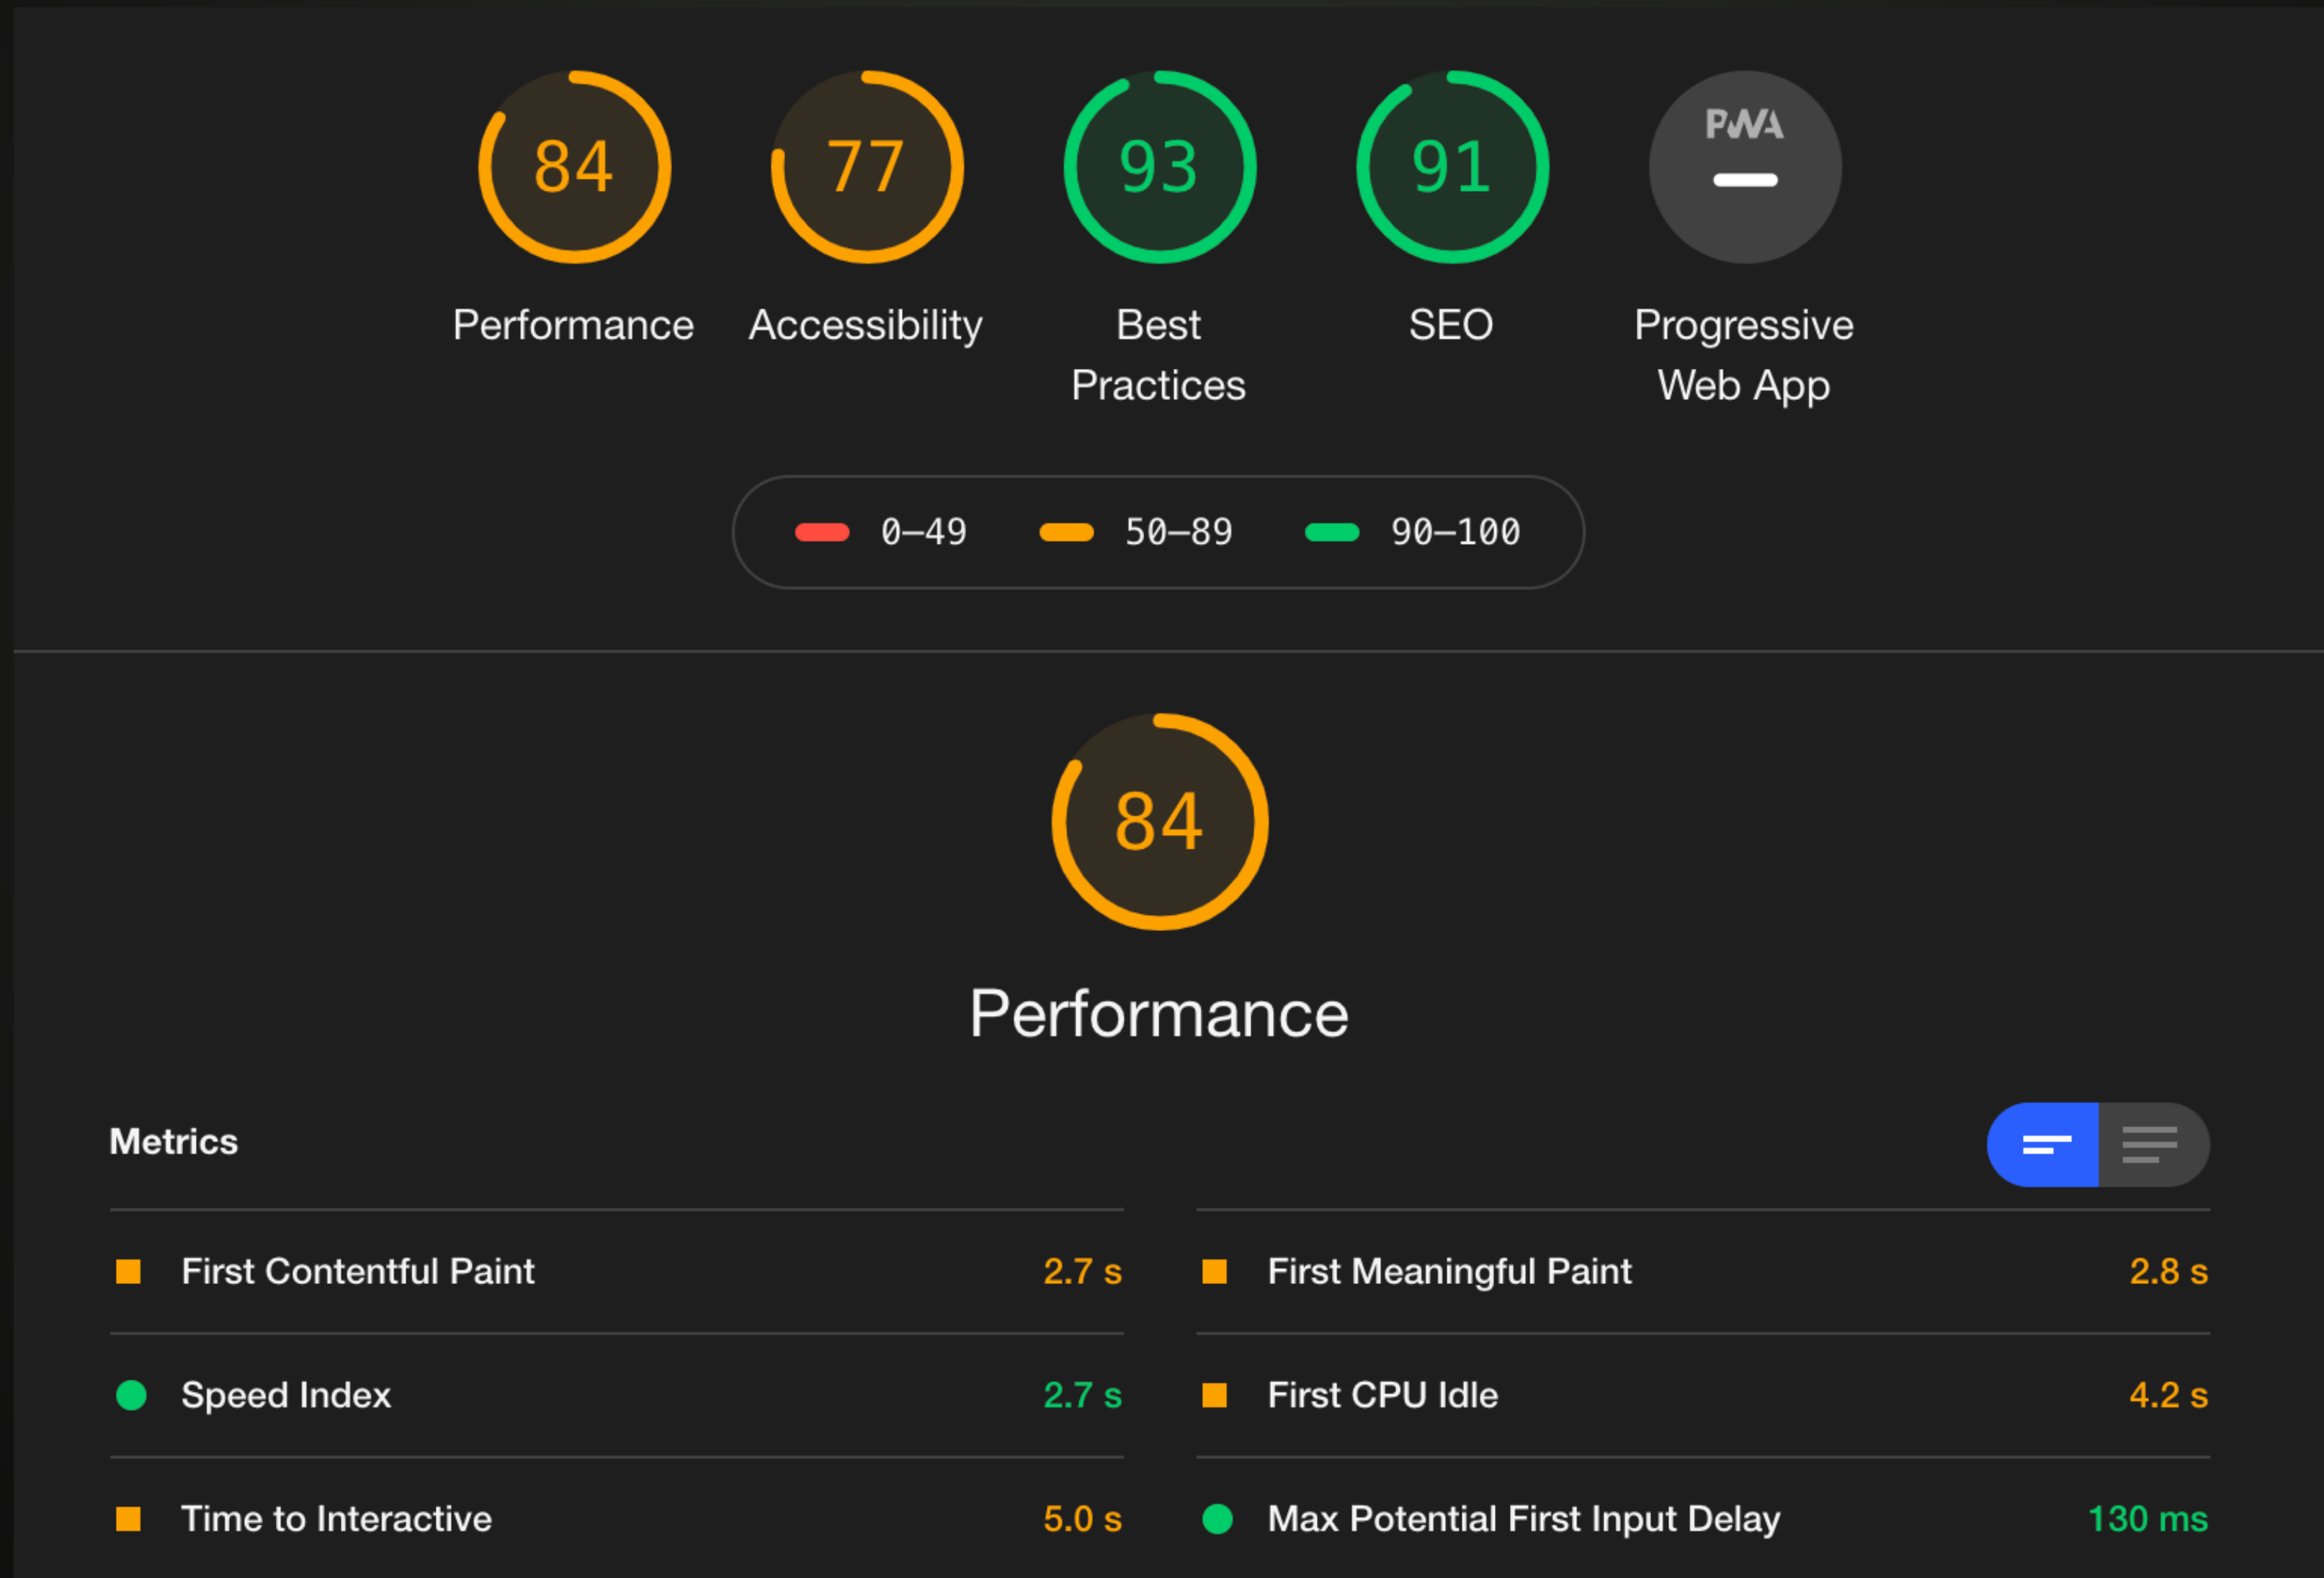 84 77 93 91 PWA
Performance Accessibility Best Practices SEO Progressive Web App
0–49 50–89 90–100
84
Performance
Metrics
First Contentful Paint 2.7 s
First Meaningful Paint 2.8 s
Speed Index 2.7 s
First CPU Idle 4.2 s
Time to Interactive 5.0 s
Max Potential First Input Delay 130 ms